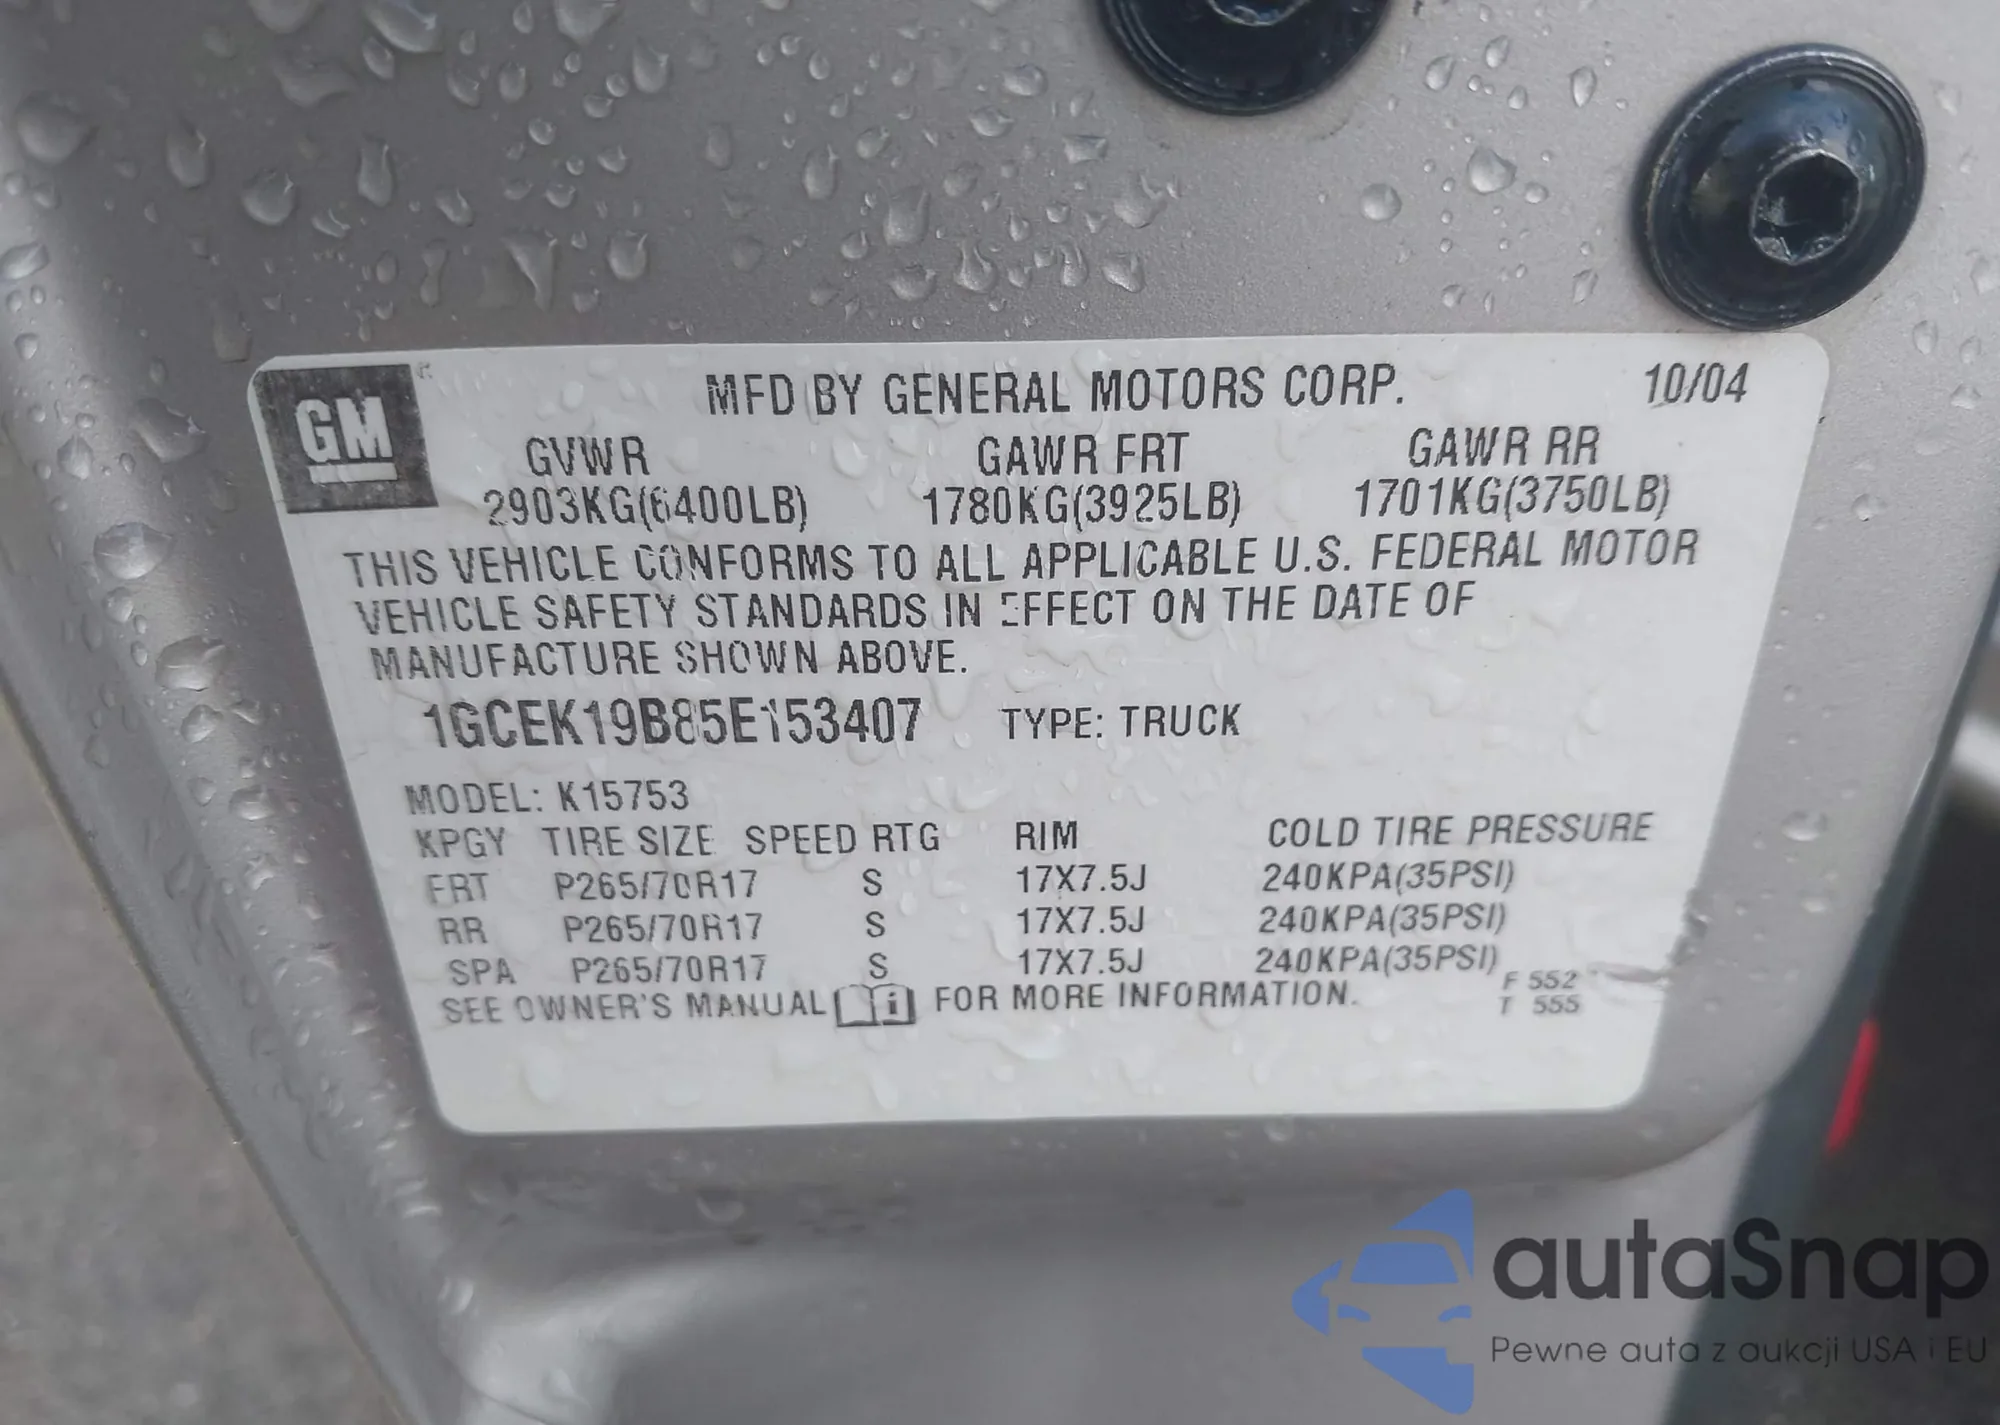 GM
MFD BY GENERAL MOTORS CORP. 10/04
GVWR GAWR FRT GAWR RR
2903KG(6400LB) 1780KG(3925LB) 1701KG(3750LB)
THIS VEHICLE CONFORMS TO ALL APPLICABLE U.S. FEDERAL MOTOR
VEHICLE SAFETY STANDARDS IN EFFECT ON THE DATE OF
MANUFACTURE SHOWN ABOVE.
1GCEK19B85E153407 TYPE: TRUCK
MODEL: K15753
KPGY TIRE SIZE SPEED RTG RIM COLD TIRE PRESSURE
FRT P265/70R17 S 17X7.5J 240KPA(35PSI)
RR P265/70R17 S 17X7.5J 240KPA(35PSI)
SPA P265/70R17 S 17X7.5J 240KPA(35PSI)
SEE OWNER'S MANUAL i FOR MORE INFORMATION.
F 552
T 555
autaSnap
Pewne auta z aukcji USA i EU